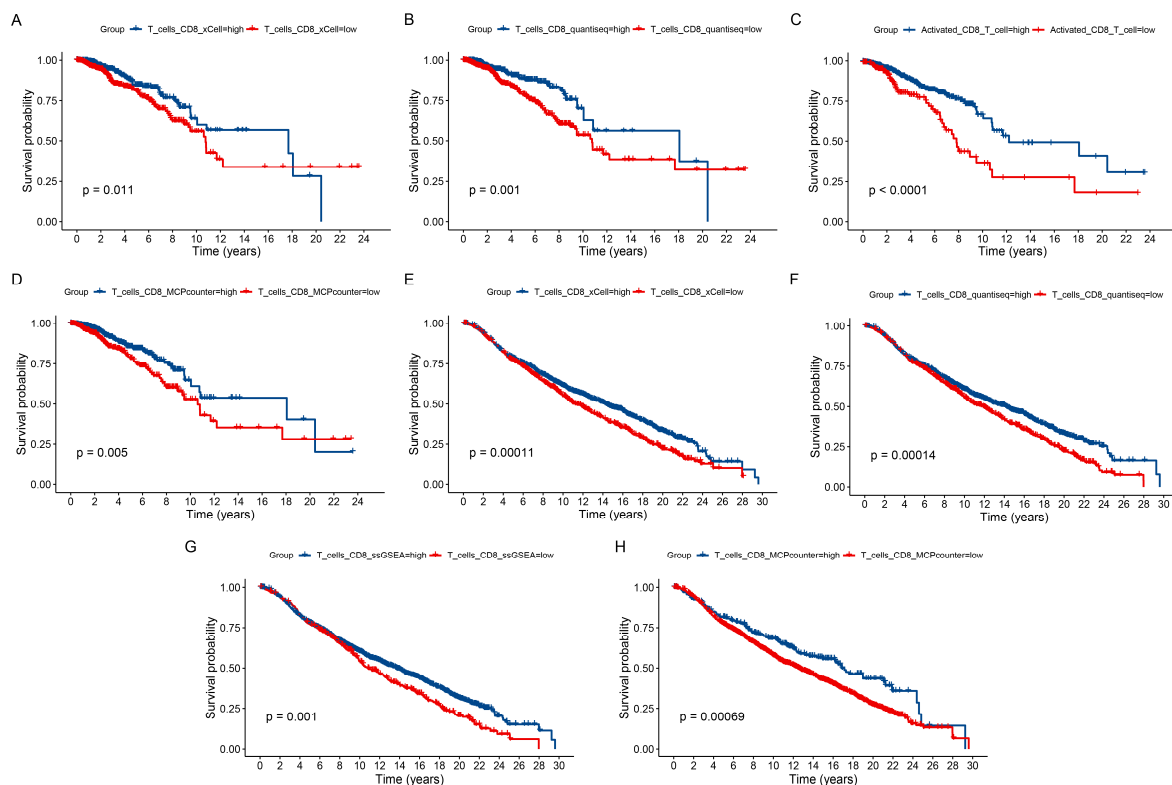 A
Group T_cells_CD8_xCell=high T_cells_CD8_xCell=low
Survival probability
1.00
0.75
0.50
0.25
0.00
p = 0.011
0 2 4 6 8 10 12 14 16 18 20 22 24
Time (years)
B
Group T_cells_CD8_quantiseq=high T_cells_CD8_quantiseq=low
Survival probability
1.00
0.75
0.50
0.25
0.00
p = 0.001
0 2 4 6 8 10 12 14 16 18 20 22 24
Time (years)
C
Group Activated_CD8_T_cell=high Activated_CD8_T_cell=low
Survival probability
1.00
0.75
0.50
0.25
0.00
p < 0.0001
0 2 4 6 8 10 12 14 16 18 20 22 24
Time (years)
D
Group T_cells_CD8_MCPcounter=high T_cells_CD8_MCPcounter=low
Survival probability
1.00
0.75
0.50
0.25
0.00
p = 0.005
0 2 4 6 8 10 12 14 16 18 20 22 24
Time (years)
E
Group T_cells_CD8_xCell=high T_cells_CD8_xCell=low
Survival probability
1.00
0.75
0.50
0.25
0.00
p = 0.00011
0 2 4 6 8 10 12 14 16 18 20 22 24 26 28 30
Time (years)
F
Group T_cells_CD8_quantiseq=high T_cells_CD8_quantiseq=low
Survival probability
1.00
0.75
0.50
0.25
0.00
p = 0.00014
0 2 4 6 8 10 12 14 16 18 20 22 24 26 28 30
Time (years)
G
Group T_cells_CD8_ssGSEA=high T_cells_CD8_ssGSEA=low
Survival probability
1.00
0.75
0.50
0.25
0.00
p = 0.001
0 2 4 6 8 10 12 14 16 18 20 22 24 26 28 30
Time (years)
H
Group T_cells_CD8_MCPcounter=high T_cells_CD8_MCPcounter=low
Survival probability
1.00
0.75
0.50
0.25
0.00
p = 0.00069
0 2 4 6 8 10 12 14 16 18 20 22 24 26 28 30
Time (years)